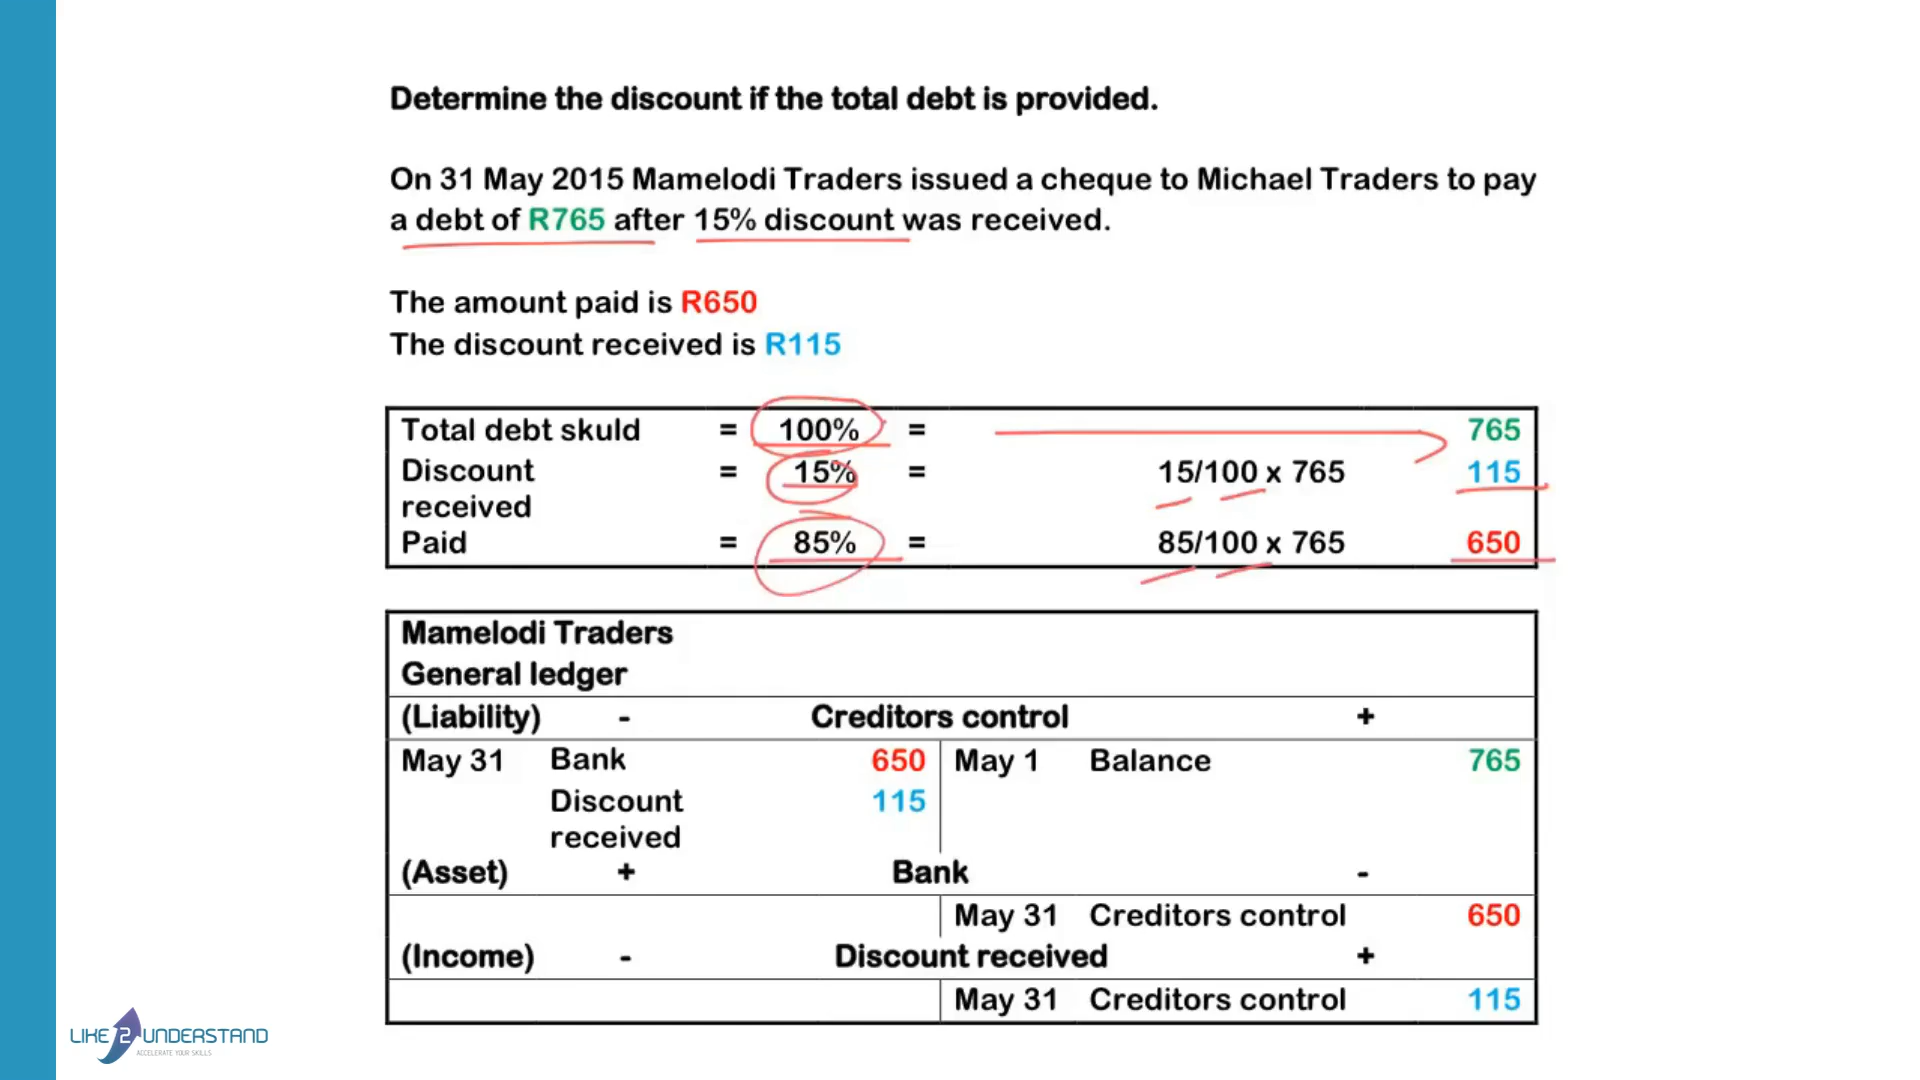 Determine the discount if the total debt is provided.
On 31 May 2015 Mamelodi Traders issued a cheque to Michael Traders to pay
a debt of R765 after 15% discount was received.
The amount paid is R650
The discount received is R115
Total debt skuld = 100% = 765
Discount = 15% = 15/100 x 765 115
received
Paid = 85% = 85/100 x 765 650
Mamelodi Traders
General ledger
(Liability) - Creditors control +
May 31 Bank 650 May 1 Balance 765
Discount 115
received
(Asset) + Bank -
May 31 Creditors control 650
(Income) - Discount received +
May 31 Creditors control 115
LIKE 2 UNDERSTAND
ACCELERATE YOUR SKILLS